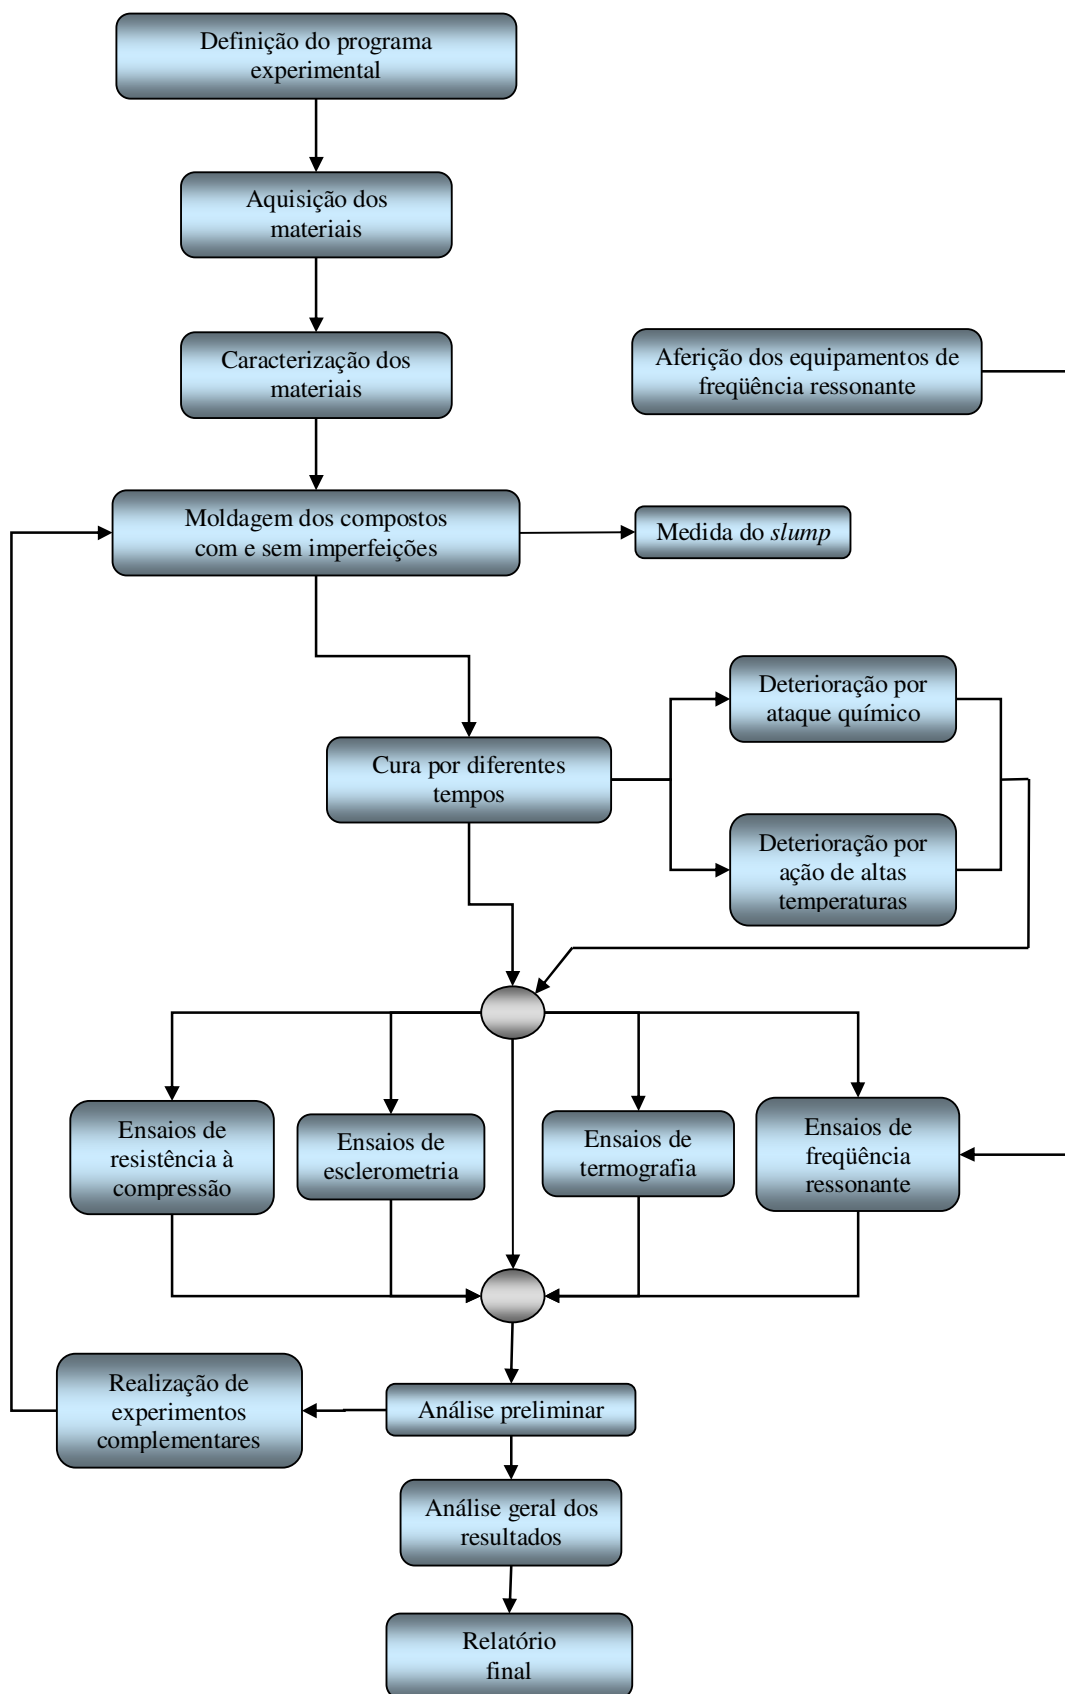 Definição do programa
experimental
Aquisição dos
materiais
Caracterização dos
materiais
Aferição dos equipamentos de
freqüência ressonante
Moldagem dos compostos
com e sem imperfeições
Medida do slump
Deterioração por
ataque químico
Cura por diferentes
tempos
Deterioração por
ação de altas
temperaturas
Ensaios de
resistência à
compressão
Ensaios de
esclerometria
Ensaios de
termografia
Ensaios de
freqüência
ressonante
Realização de
experimentos
complementares
Análise preliminar
Análise geral dos
resultados
Relatório
final